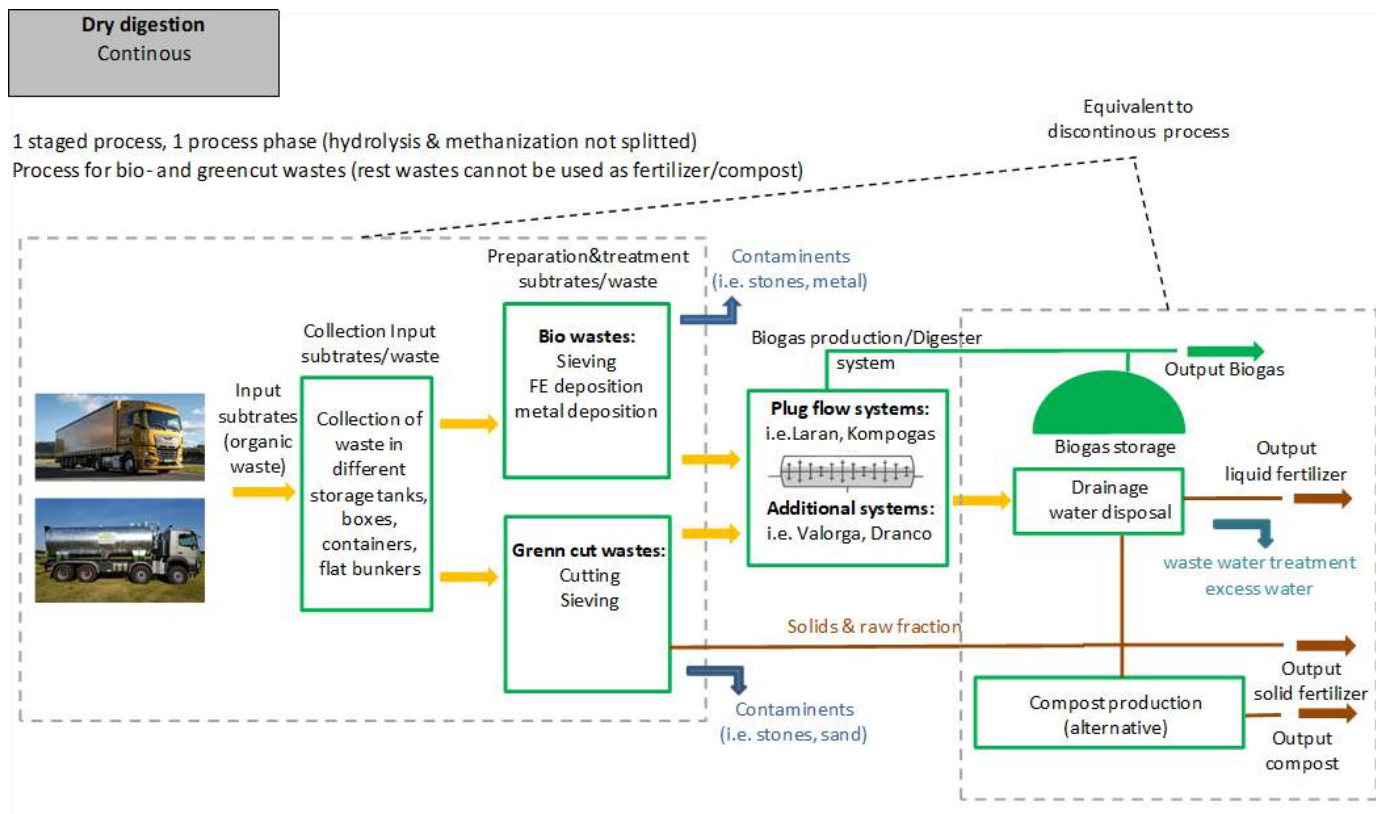 Dry digestion
Continous
Equivalent to
discontinous process
1 staged process, 1 process phase (hydrolysis & methanization not splitted)
Process for bio- and greencut wastes (rest wastes cannot be used as fertilizer/compost)
Input
subtrates
(organic
waste)
Collection Input
subtrates/waste
Collection of
waste in
different
storage tanks,
boxes,
containers,
flat bunkers
Preparation&treatment
subtrates/waste
Bio wastes:
Sieving
FE deposition
metal deposition
Contaminents
(i.e. stones, metal)
Grenn cut wastes:
Cutting
Sieving
Contaminents
(i.e. stones, sand)
Biogas production/Digester
system
Plug flow systems:
i.e.Laran, Kompogas
Additional systems:
i.e. Valorga, Dranco
Solids & raw fraction
Output Biogas
Biogas storage
Drainage
water disposal
Output
liquid fertilizer
waste water treatment
excess water
Output
solid fertilizer
Compost production
(alternative)
Output
compost